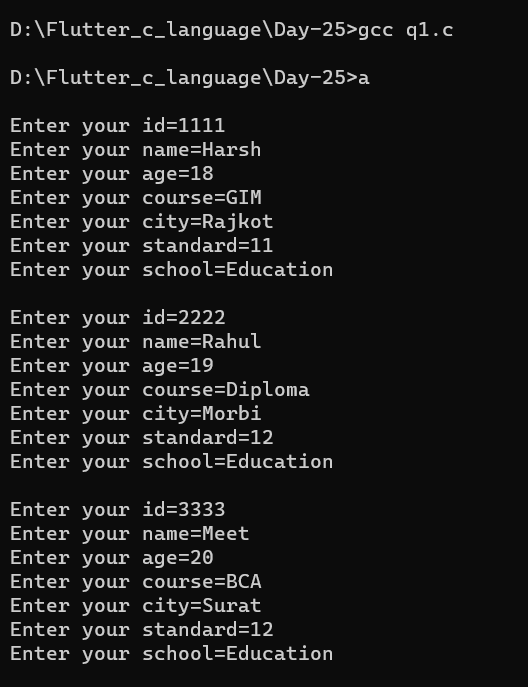 D:\Flutter_c_language\Day-25>gcc q1.c
D:\Flutter_c_language\Day-25>a
Enter your id=1111
Enter your name=Harsh
Enter your age=18
Enter your course=GIM
Enter your city=Rajkot
Enter your standard=11
Enter your school=Education
Enter your id=2222
Enter your name=Rahul
Enter your age=19
Enter your course=Diploma
Enter your city=Morbi
Enter your standard=12
Enter your school=Education
Enter your id=3333
Enter your name=Meet
Enter your age=20
Enter your course=BCA
Enter your city=Surat
Enter your standard=12
Enter your school=Education